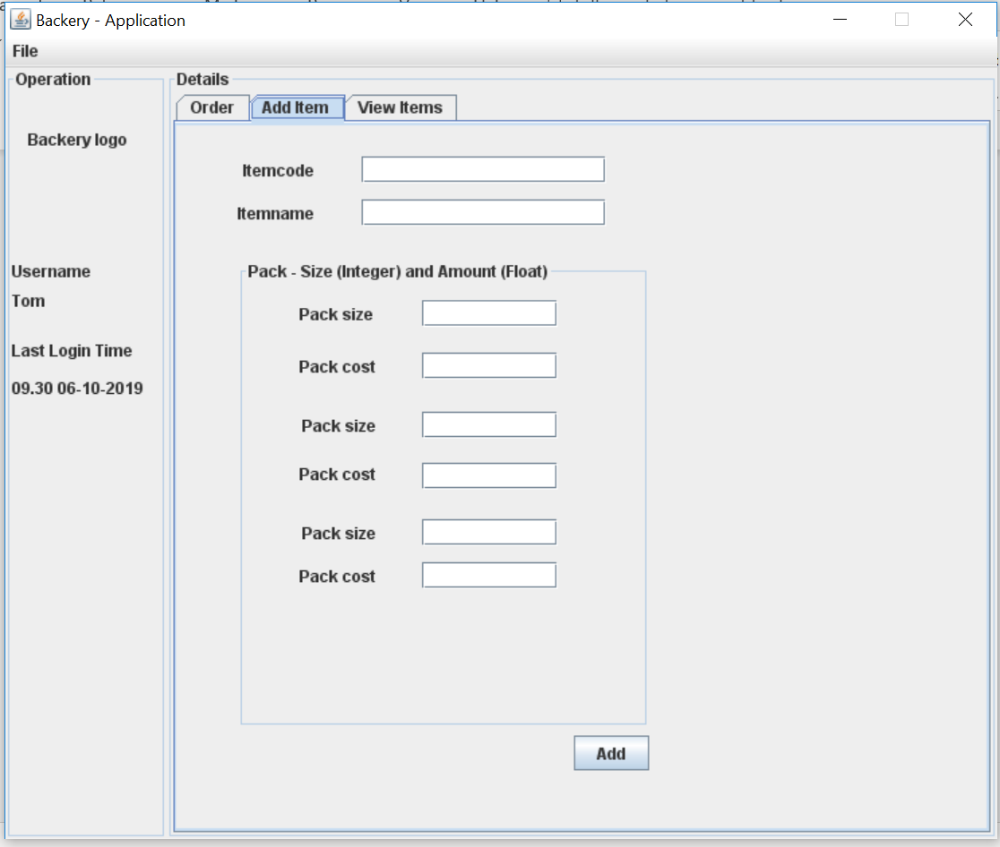 Backery - Application
File
Operation
Backery logo
Username
Tom
Last Login Time
09.30 06-10-2019
Details
Order Add Item View Items
Itemcode
Itemname
Pack - Size (Integer) and Amount (Float)
Pack size
Pack cost
Pack size
Pack cost
Pack size
Pack cost
Add